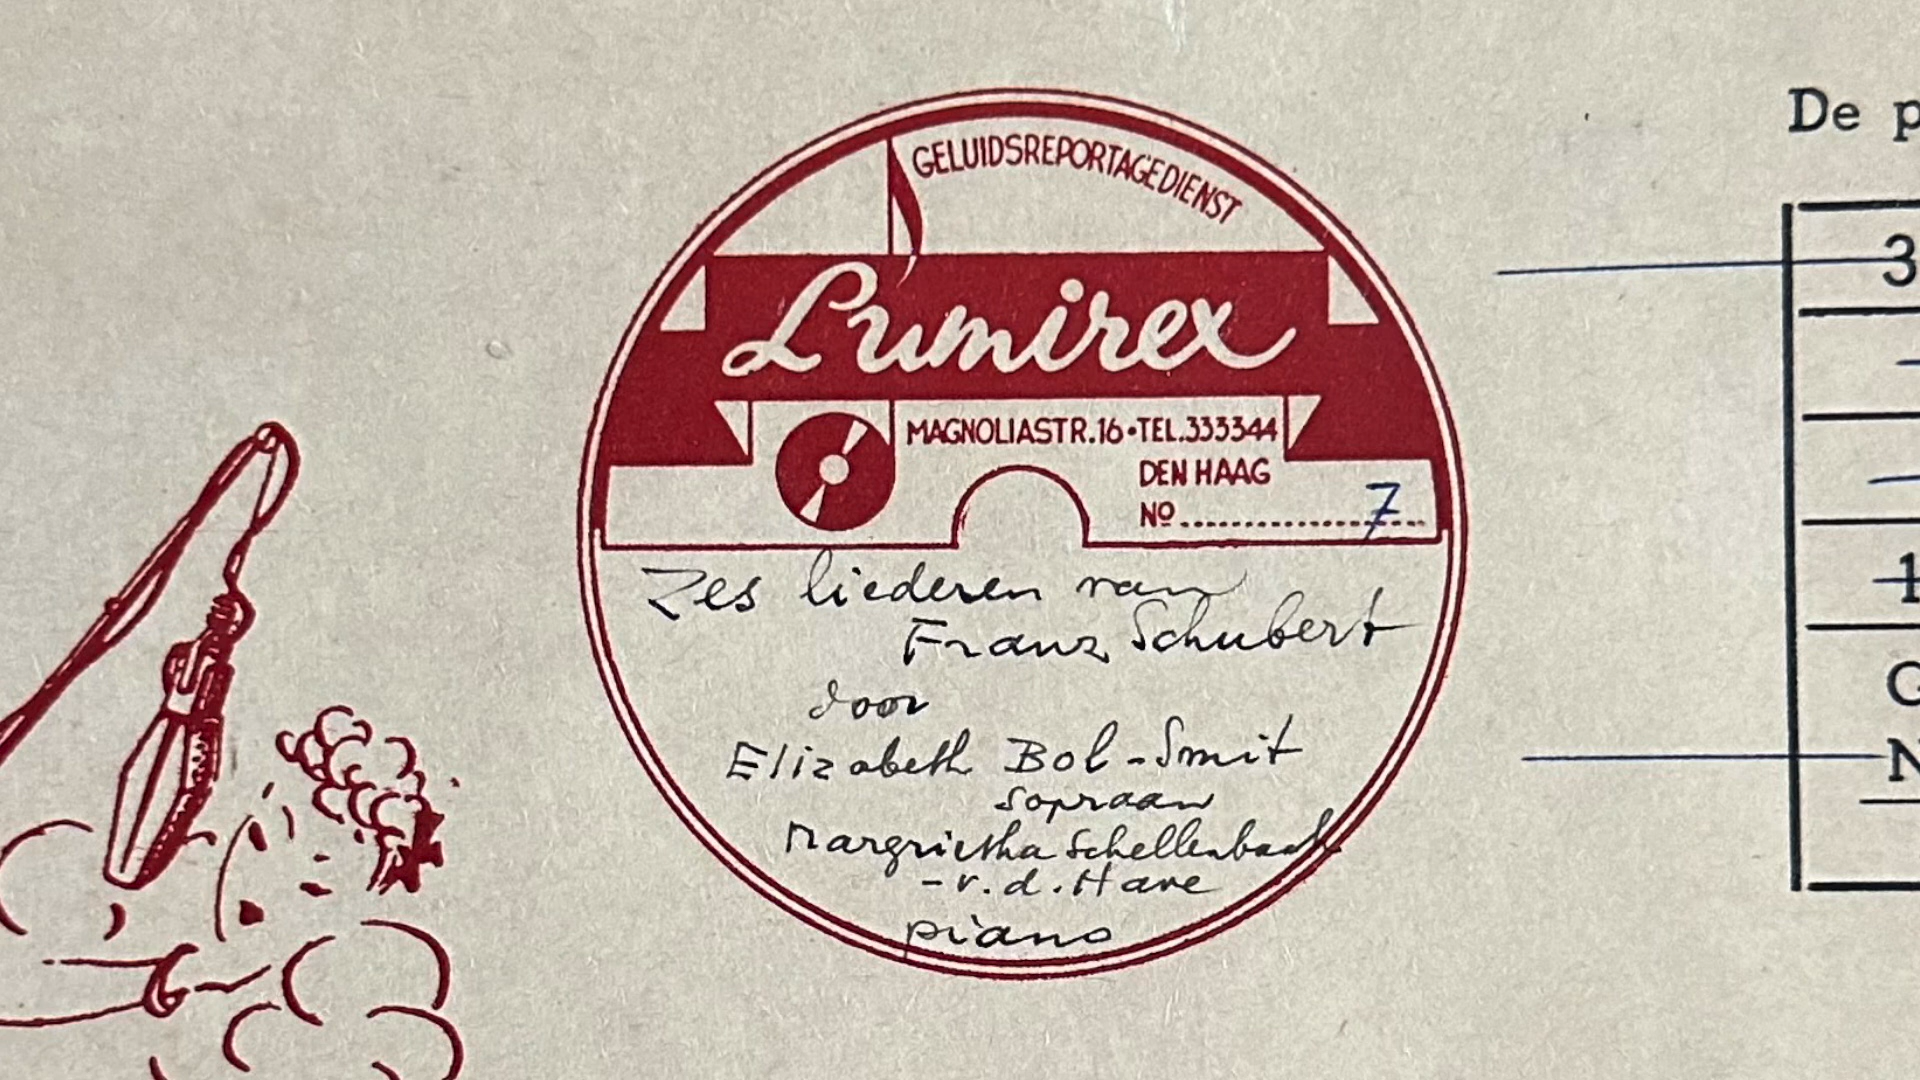 De p
GELUIDSREPORTAGEDIENST
Lumirex
MAGNOLIASTR.16•TEL.333344
DEN HAAG
No 7
Zes liederen van
Franz Schubert
door
Elizabeth Bol-Smit
sopraan
Margrietha Schellenbach
-v.d.Have
piano
3
1
N